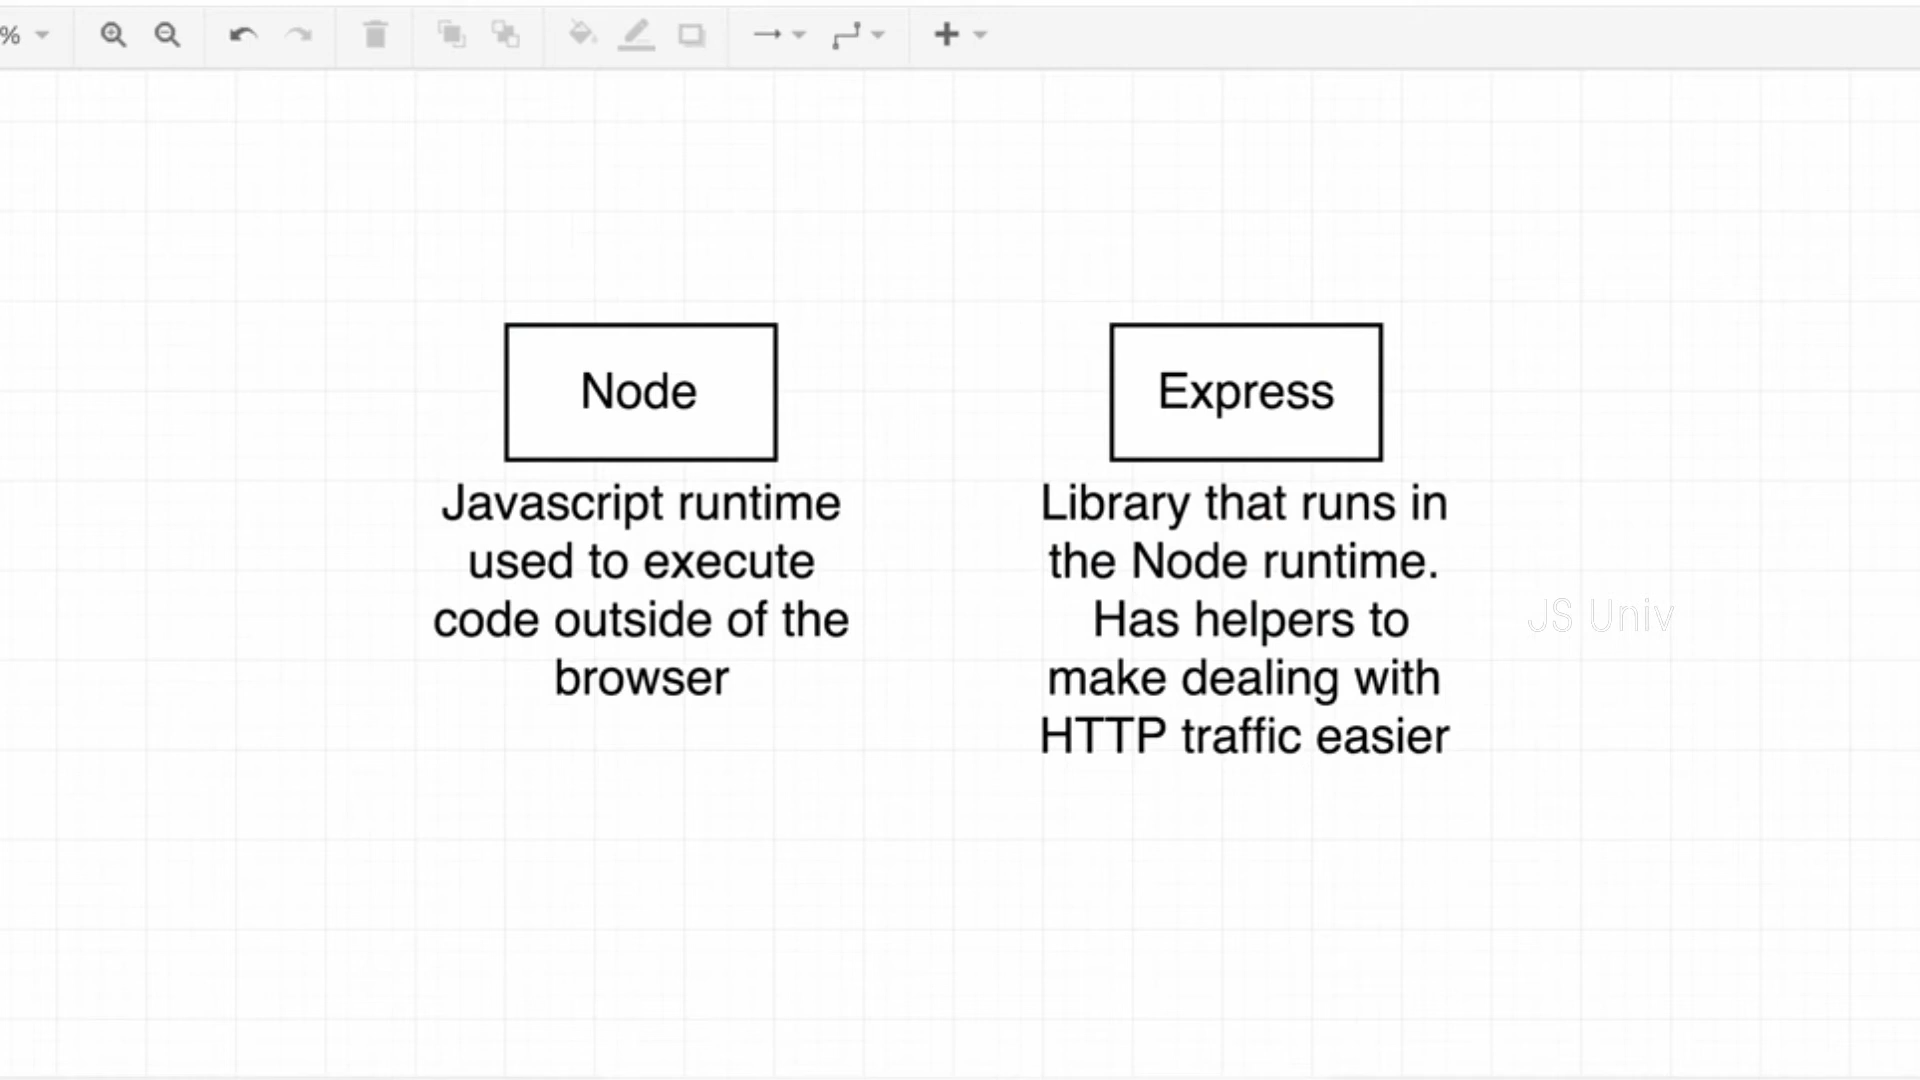 %
Node
Javascript runtime
used to execute
code outside of the
browser
Express
Library that runs in
the Node runtime.
Has helpers to
make dealing with
HTTP traffic easier
JS Univ